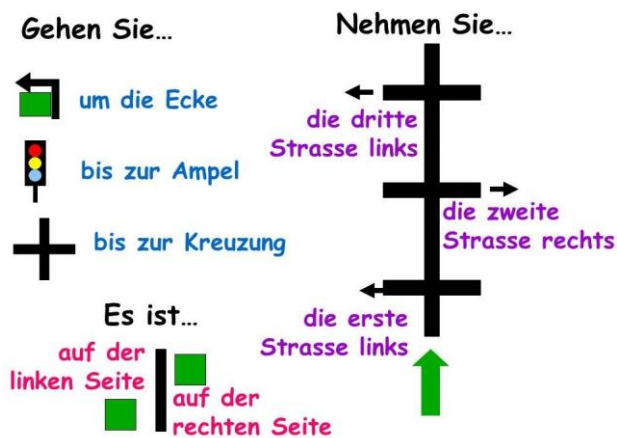 Gehen Sie...
um die Ecke
bis zur Ampel
bis zur Kreuzung
Es ist...
auf der
linken Seite
auf der
rechten Seite
Nehmen Sie...
die dritte
Strasse links
die zweite
Strasse rechts
die erste
Strasse links